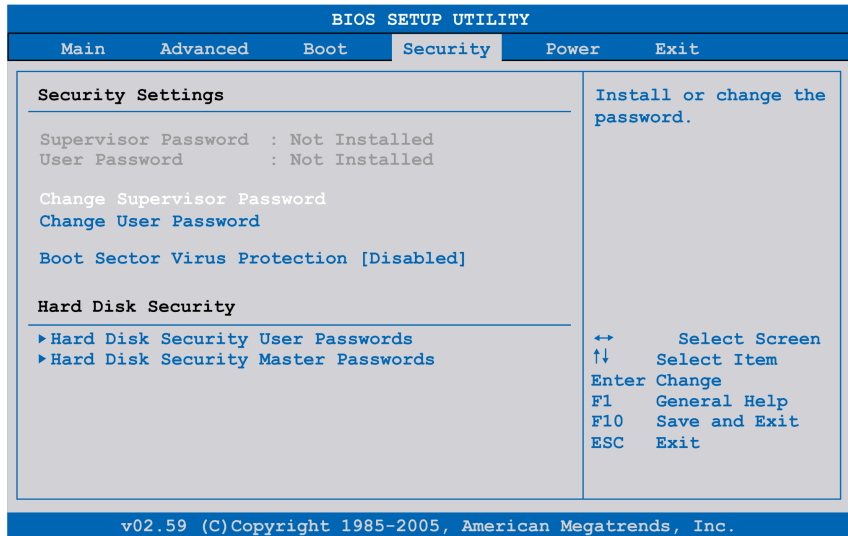 BIOS SETUP UTILITY
Main Advanced Boot Security Power Exit
Security Settings
Supervisor Password : Not Installed
User Password : Not Installed
Change Supervisor Password
Change User Password
Boot Sector Virus Protection [Disabled]
Hard Disk Security
Hard Disk Security User Passwords
Hard Disk Security Master Passwords
Install or change the
password.
↔ Select Screen
↑↓ Select Item
Enter Change
F1 General Help
F10 Save and Exit
ESC Exit
v02.59 (C)Copyright 1985-2005, American Megatrends, Inc.